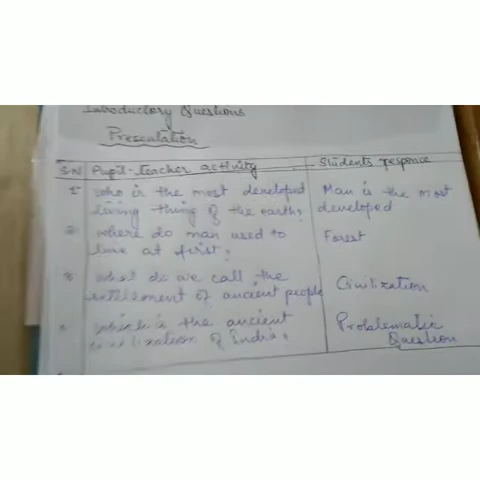 Introductory Questions
Presentation
S.N Pupil-teacher activity Students responce
1. Who is the most developed Man is the most
living thing of the earth? developed
2. where do man used to Forest
live at first?
3. what do we call the
settlement of ancient people Civilization
which is the ancient Problematic
civilization of India? Question